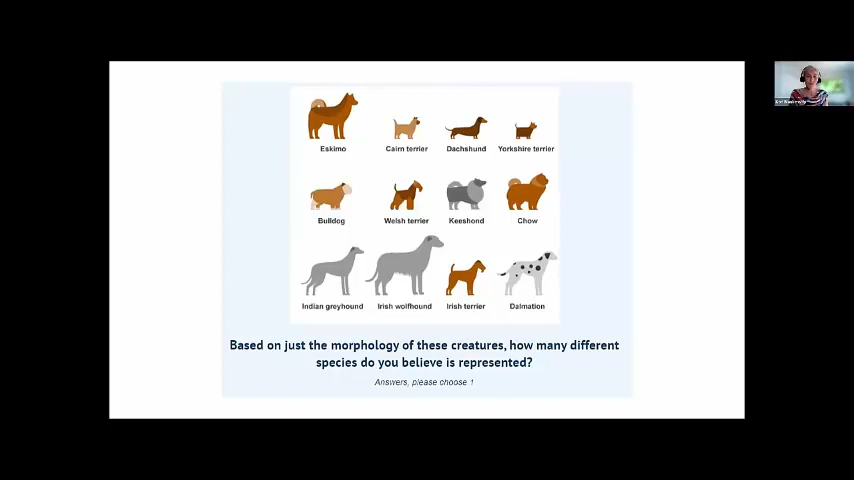 Eskimo Cairn terrier Dachshund Yorkshire terrier
Bulldog Welsh terrier Keeshond Chow
Indian greyhound Irish wolfhound Irish terrier Dalmation
Based on just the morphology of these creatures, how many different
species do you believe is represented?
Answers, please choose 1